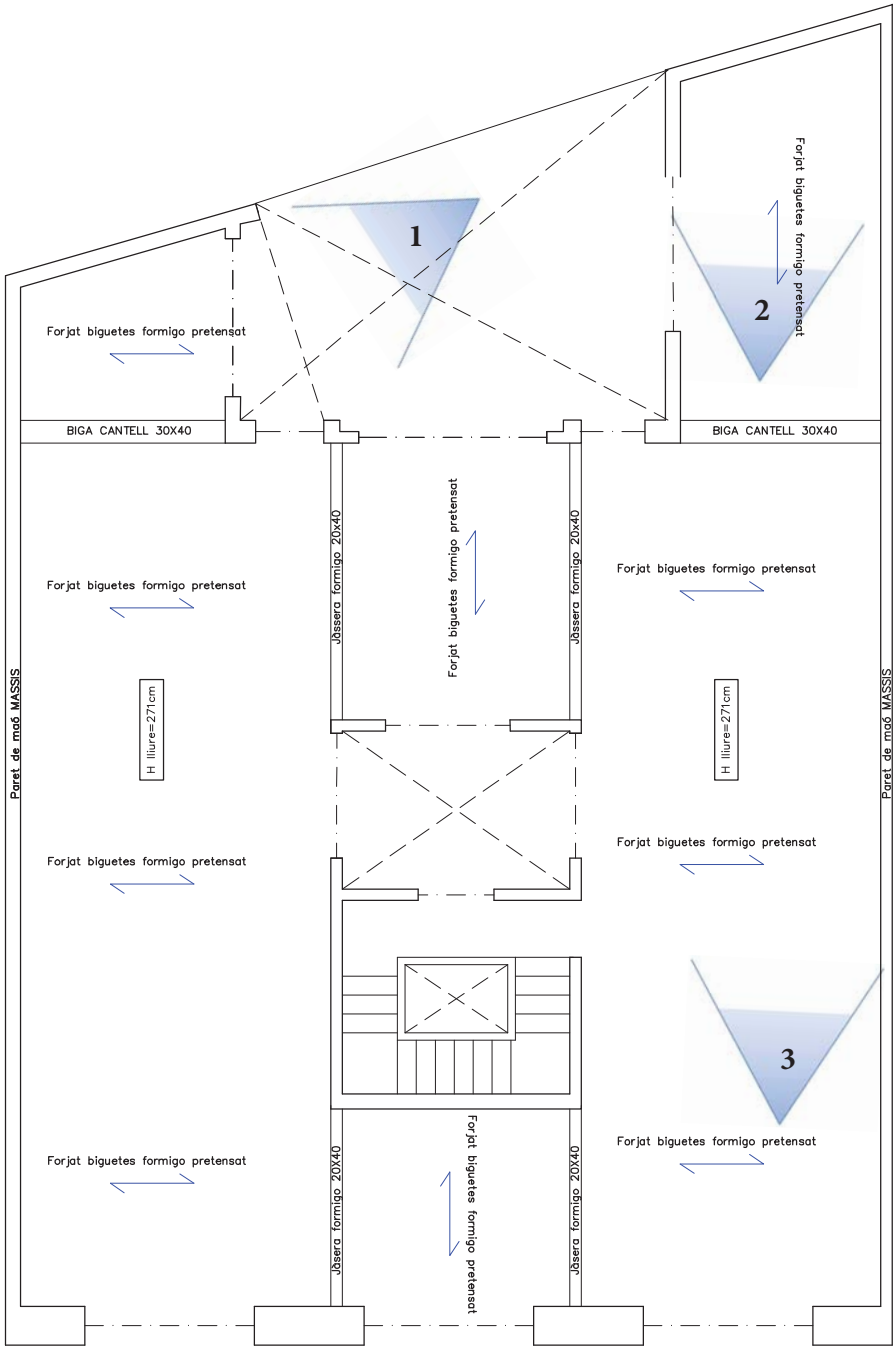 Forjat biguetes formigo pretensat
1
2
Forjat biguetes formigo pretensat
BIGA CANTELL 30X40
BIGA CANTELL 30X40
Jàssera formigo 20x40
Forjat biguetes formigo pretensat
Jàssera formigo 20x40
Forjat biguetes formigo pretensat
Forjat biguetes formigo pretensat
Paret de maó MASSIS
H lliure=271cm
H lliure=271cm
Paret de maó MASSIS
Forjat biguetes formigo pretensat
Forjat biguetes formigo pretensat
3
Forjat biguetes formigo pretensat
Forjat biguetes formigo pretensat
Jàsera formigo 20X40
Forjat biguetes formigo pretensat
Jàsera formigo 20X40